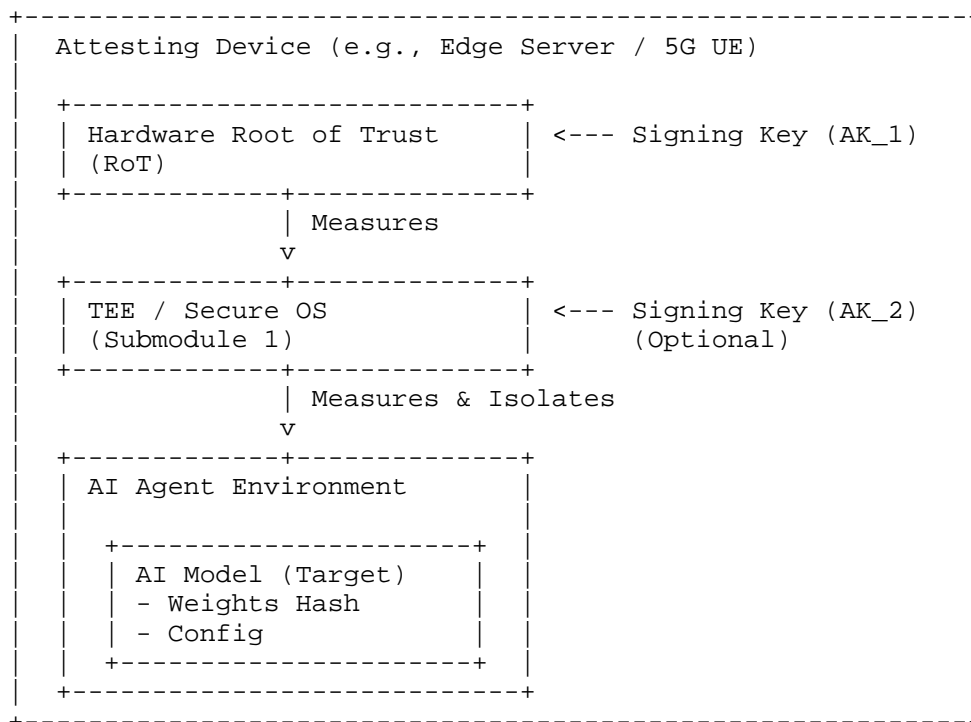 Attesting Device (e.g., Edge Server / 5G UE)
Hardware Root of Trust <--- Signing Key (AK_1)
(RoT)
Measures
v
TEE / Secure OS <--- Signing Key (AK_2)
(Submodule 1) (Optional)
Measures & Isolates
v
AI Agent Environment
AI Model (Target)
- Weights Hash
- Config